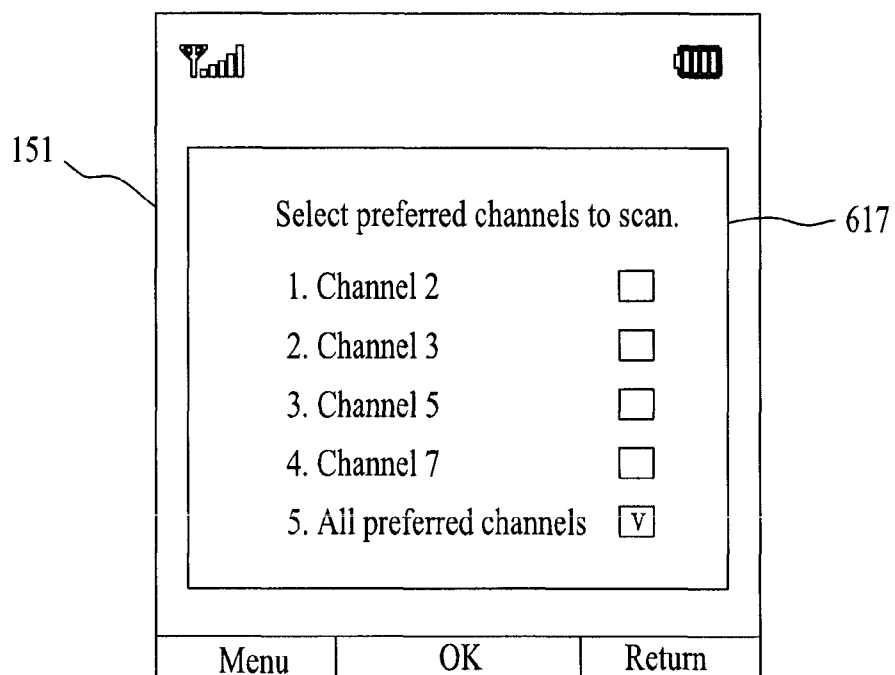 151
617
Select preferred channels to scan.
1. Channel 2
2. Channel 3
3. Channel 5
4. Channel 7
5. All preferred channels V
Menu OK Return